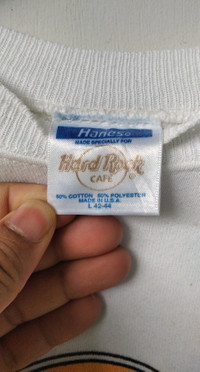 Hanes®
MADE SPECIALLY FOR
Hard Rock
CAFE
50% COTTON 50% POLYESTER
MADE IN U.S.A.
L 42-44